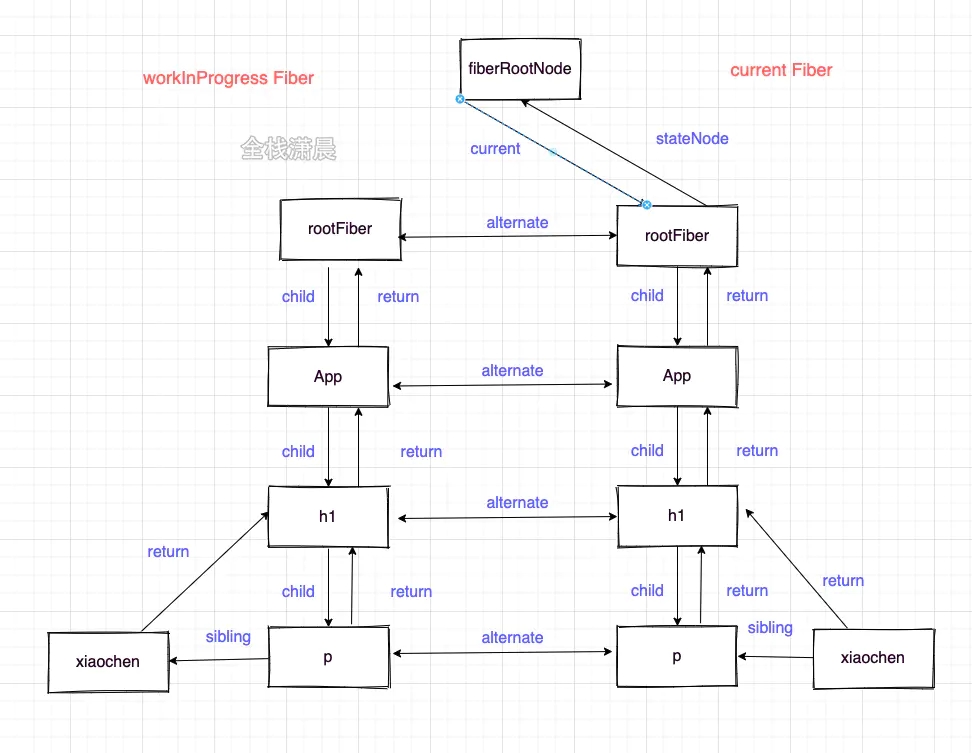 fiberRootNode
workInProgress Fiber
current Fiber
全栈潇晨
current
stateNode
rootFiber
alternate
rootFiber
child
return
child
return
App
alternate
App
child
return
child
return
h1
alternate
h1
return
child
return
child
return
return
sibling
alternate
sibling
xiaochen
p
p
xiaochen